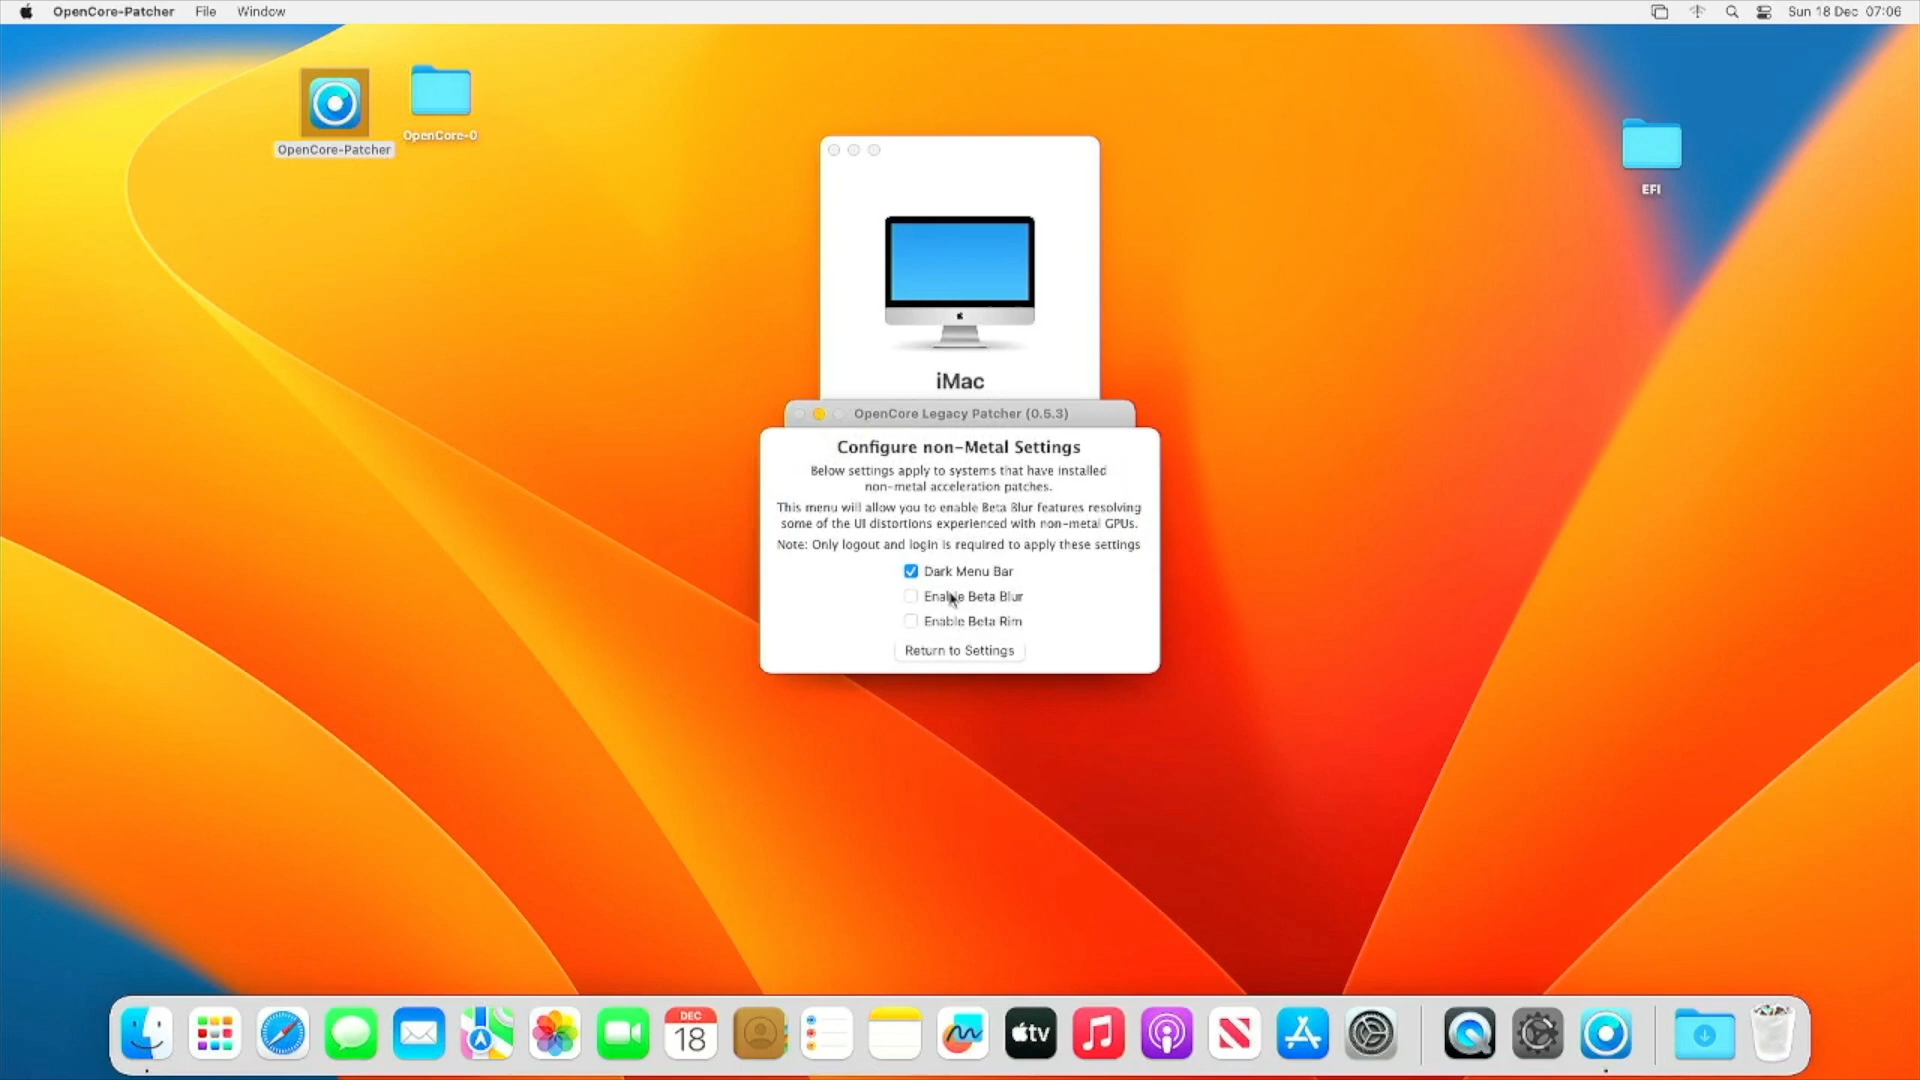 OpenCore-Patcher File Window
Sun 18 Dec 07:06
OpenCore-Patcher
OpenCore-0
EFI
iMac
OpenCore Legacy Patcher (0.5.3)
Configure non-Metal Settings
Below settings apply to systems that have installed
non-metal acceleration patches.
This menu will allow you to enable Beta Blur features resolving
some of the UI distortions experienced with non-metal GPUs.
Note: Only logout and login is required to apply these settings
Dark Menu Bar
Enable Beta Blur
Enable Beta Rim
Return to Settings
DEC
18
tv